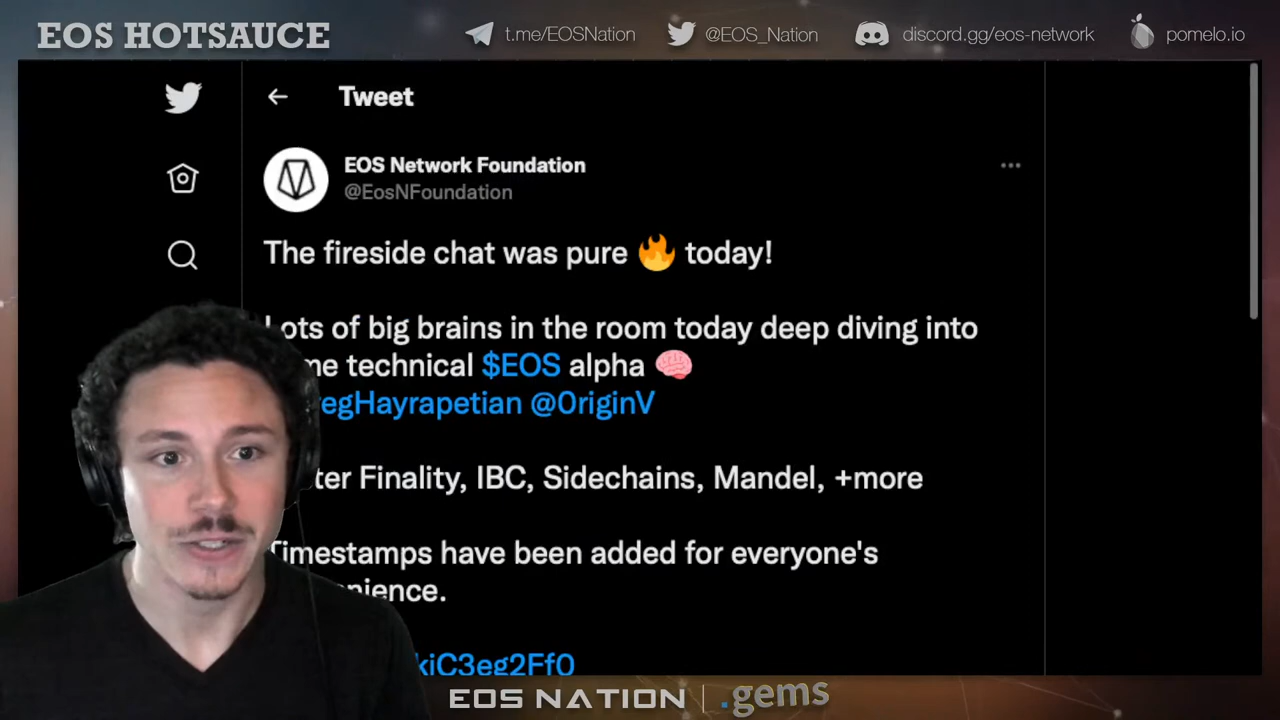 EOS HOTSAUCE
t.me/EOSNation
@EOS_Nation
discord.gg/eos-network
pomelo.io
Tweet
EOS Network Foundation
@EosNFoundation
The fireside chat was pure 🔥 today!
Lots of big brains in the room today deep diving into
me technical $EOS alpha 🧠
egHayrapetian @0riginV
ter Finality, IBC, Sidechains, Mandel, +more
Timestamps have been added for everyone's
nience.
kiC3eg2Ff0
EOS NATION | .gems